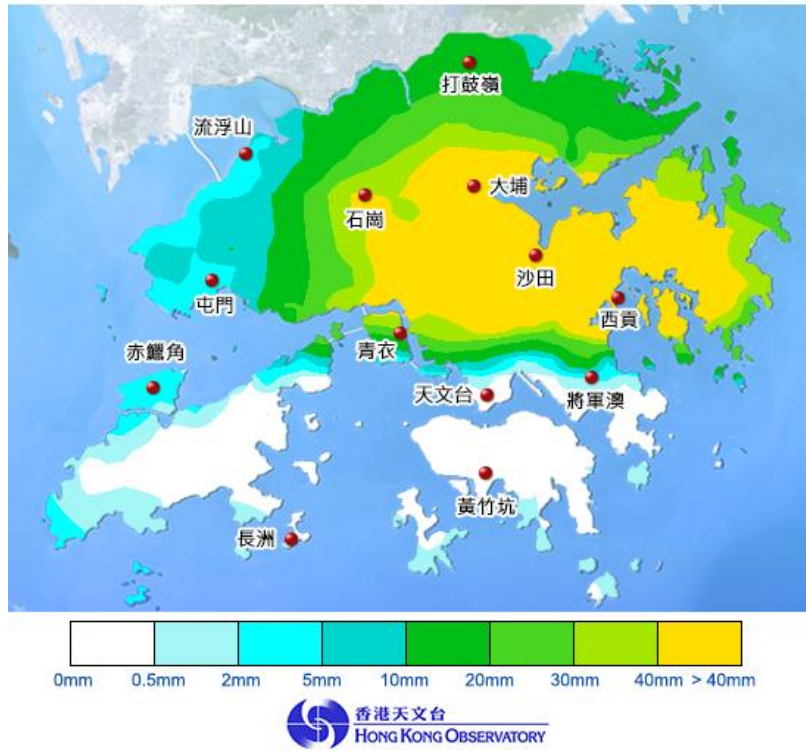 打鼓嶺
流浮山
大埔
石崗
沙田
屯門
西貢
赤鱲角
青衣
天文台
將軍澳
黃竹坑
長洲
0mm 0.5mm 2mm 5mm 10mm 20mm 30mm 40mm > 40mm
香港天文台
HONG KONG OBSERVATORY